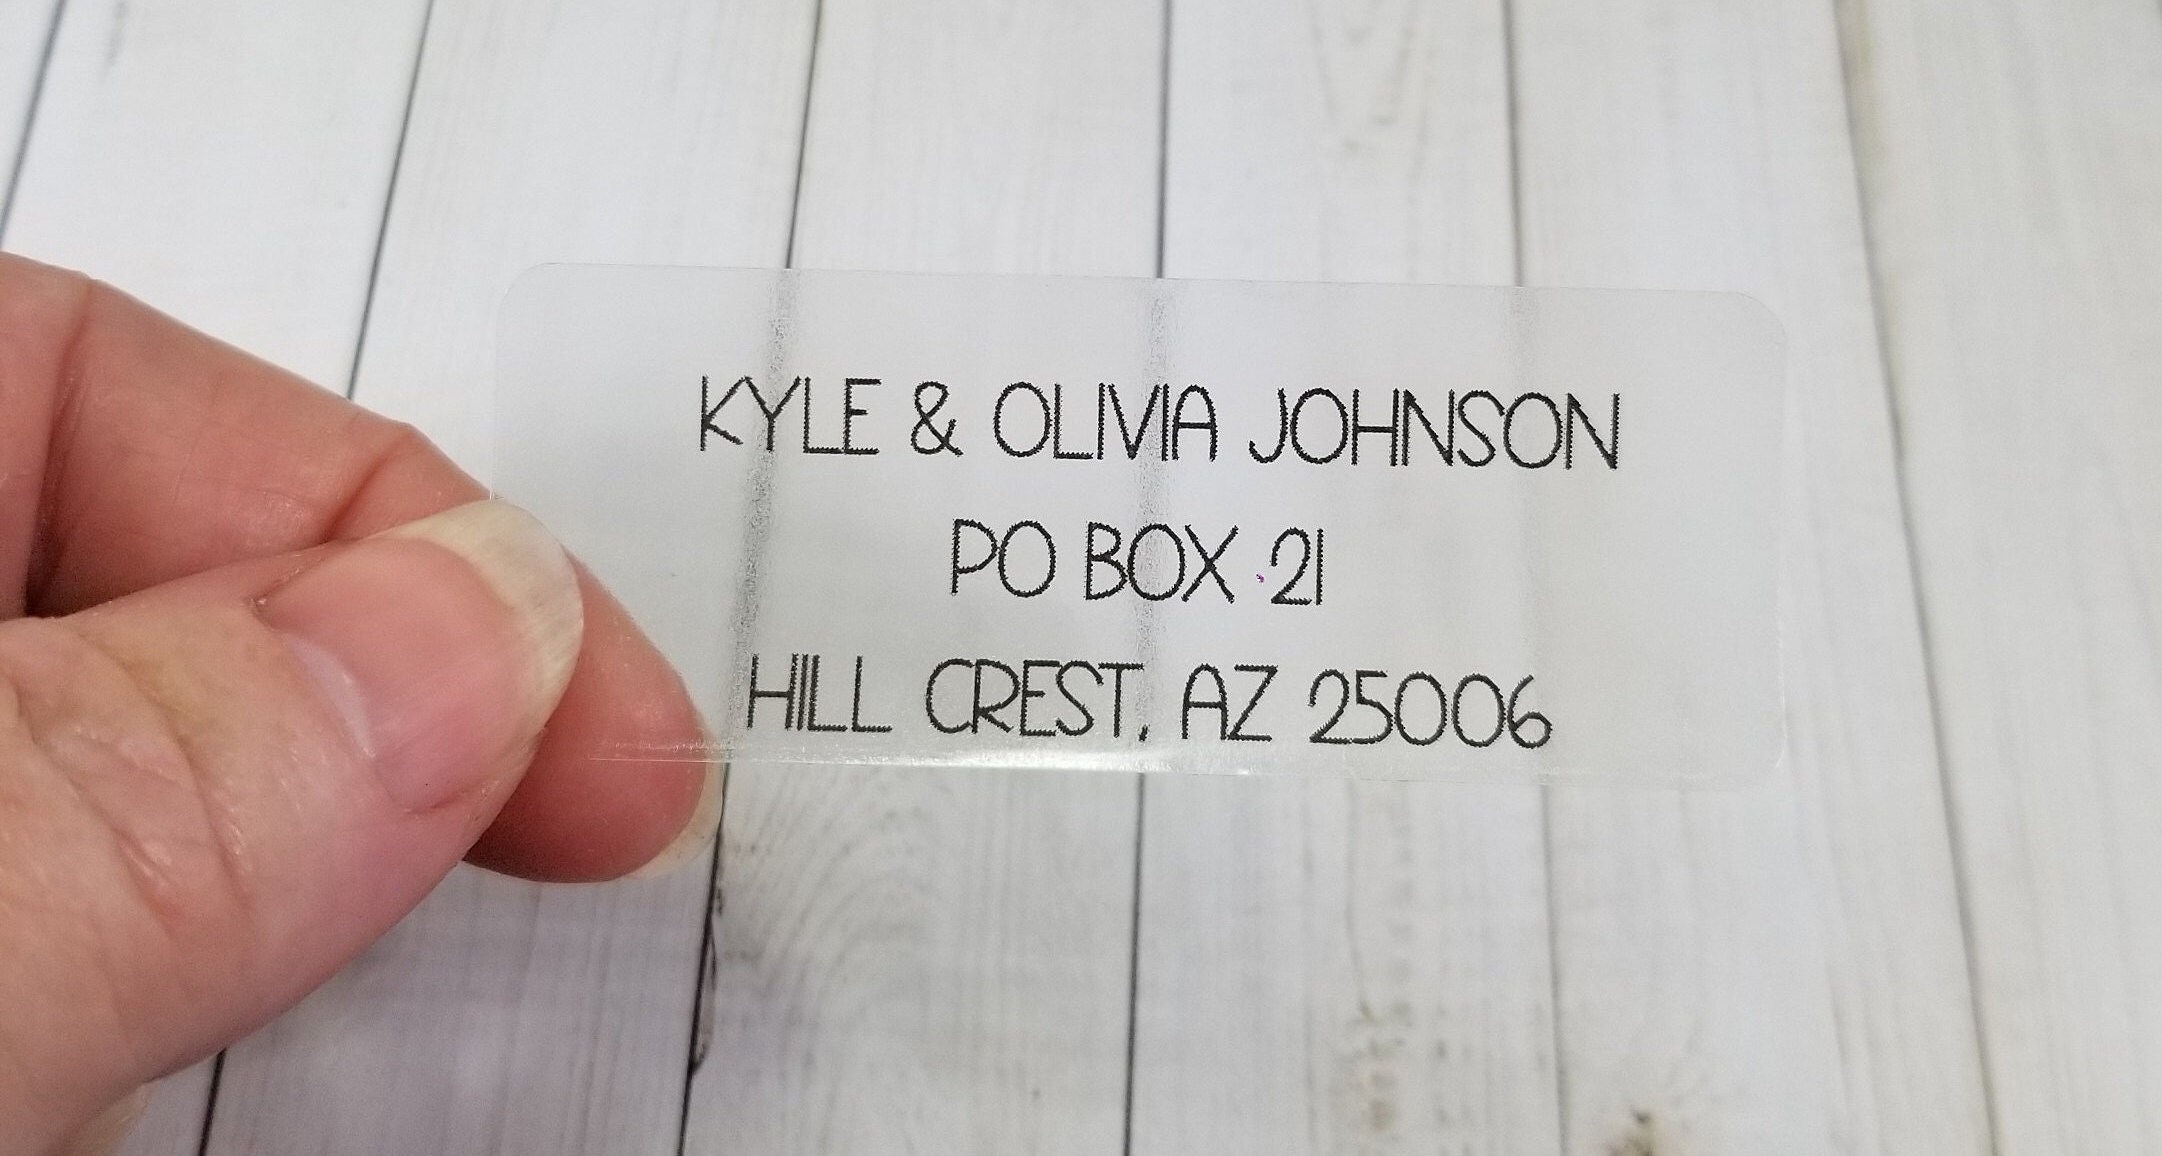 KYLE & OLIVIA JOHNSON
PO BOX 21
HILL CREST, AZ 25006